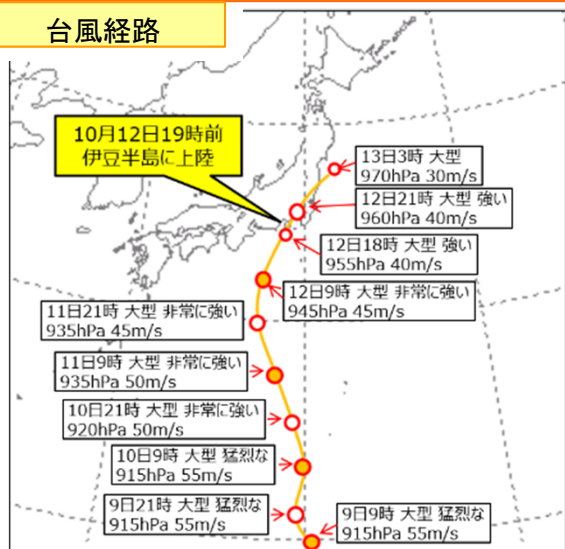 台風経路
10月12日19時前
伊豆半島に上陸
13日3時 大型
970hPa 30m/s
12日21時 大型 強い
960hPa 40m/s
12日18時 大型 強い
955hPa 40m/s
12日9時 大型 非常に強い
945hPa 45m/s
11日21時 大型 非常に強い
935hPa 45m/s
11日9時 大型 非常に強い
935hPa 50m/s
10日21時 大型 非常に強い
920hPa 50m/s
10日9時 大型 猛烈な
915hPa 55m/s
9日21時 大型 猛烈な
915hPa 55m/s
9日9時 大型 猛烈な
915hPa 55m/s